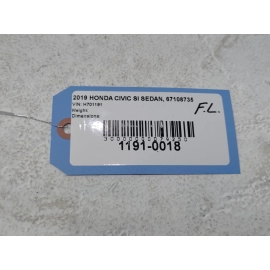 2019 HONDA CIVIC SI SEDAN, 67108735
VIN: H701191
Weight:
Dimensions:
F.L.
1191-0018